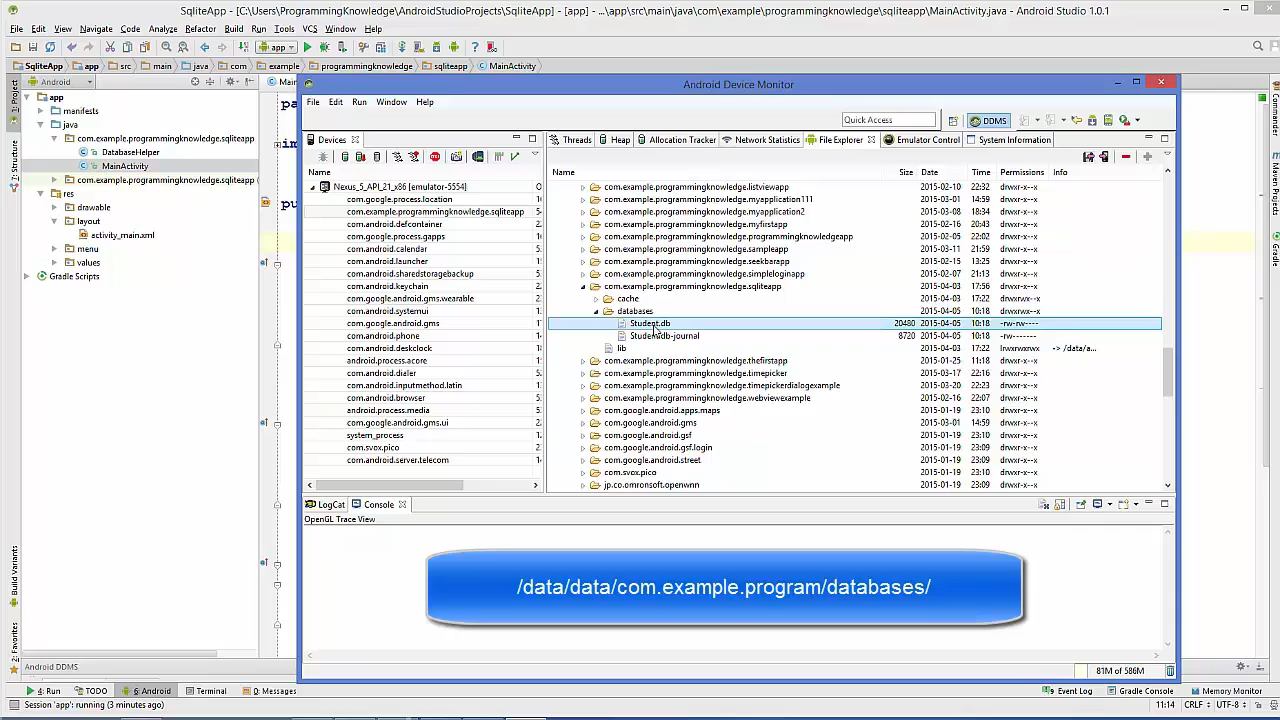 SqliteApp - [C:\Users\ProgrammingKnowledge\AndroidStudioProjects\SqliteApp] - [app] - ...\app\src\main\java\com\example\programmingknowledge\sqliteapp\MainActivity.java - Android Studio 1.0.1
File Edit View Navigate Code Analyze Refactor Build Run Tools VCS Window Help
app
SqliteApp app src main java com example programmingknowledge sqliteapp MainActivity
Android
1: Project
7: Structure
Build Variants
2: Favorites
app
manifests
java
com.example.programmingknowledge.sqliteapp
DatabaseHelper
MainActivity
com.example.programmingknowledge.sqliteapp (
res
drawable
layout
activity_main.xml
menu
values
Gradle Scripts
Main
pa
im
pu
Android Device Monitor
File Edit Run Window Help
Quick Access
DDMS
Devices
Threads Heap Allocation Tracker Network Statistics File Explorer Emulator Control System Information
Name
Nexus_5_API_21_x86 [emulator-5554] O
com.google.process.location
com.example.programmingknowledge.sqliteapp
com.android.defcontainer
com.google.process.gapps
com.android.calendar
com.android.launcher
com.android.sharedstoragebackup
com.android.keychain
com.google.android.gms.wearable
com.android.systemui
com.google.android.gms
com.android.phone
com.android.deskclock
android.process.acore
com.android.dialer
com.android.inputmethod.latin
com.android.browser
android.process.media
com.google.android.gms.ui
system_process
com.svox.pico
com.android.server.telecom
Name Size Date Time Permissions Info
com.example.programmingknowledge.listviewapp 2015-02-10 22:32 drwxr-x--x
com.example.programmingknowledge.myapplication111 2015-03-01 14:59 drwxr-x--x
com.example.programmingknowledge.myapplication2 2015-03-08 18:34 drwxr-x--x
com.example.programmingknowledge.myfirstapp 2015-02-16 20:43 drwxr-x--x
com.example.programmingknowledge.programmingknowledgeapp 2015-02-05 22:02 drwxr-x--x
com.example.programmingknowledge.sampleapp 2015-03-11 21:59 drwxr-x--x
com.example.programmingknowledge.seekbarapp 2015-02-15 13:25 drwxr-x--x
com.example.programmingknowledge.simpleloginapp 2015-02-07 21:13 drwxr-x--x
com.example.programmingknowledge.sqliteapp 2015-04-03 17:56 drwxr-x--x
cache 2015-04-03 17:22 drwxrwx--x
databases 2015-04-05 10:18 drwxrwx--x
Student.db 20480 2015-04-05 10:18 -rw-rw----
Student.db-journal 8720 2015-04-05 10:18 -rw-------
lib 2015-04-03 17:22 lrwxrwxrwx -> /data/a...
com.example.programmingknowledge.thefirstapp 2015-01-25 11:18 drwxr-x--x
com.example.programmingknowledge.timepicker 2015-03-17 22:16 drwxr-x--x
com.example.programmingknowledge.timepickerdialogexample 2015-03-20 22:23 drwxr-x--x
com.example.programmingknowledge.webviewexample 2015-02-16 22:07 drwxr-x--x
com.google.android.apps.maps 2015-01-19 23:10 drwxr-x--x
com.google.android.gms 2015-03-01 14:59 drwxr-x--x
com.google.android.gsf 2015-01-19 23:10 drwxr-x--x
com.google.android.gsf.login 2015-01-19 23:10 drwxr-x--x
com.google.android.street 2015-01-19 23:09 drwxr-x--x
com.svox.pico 2015-01-19 23:10 drwxr-x--x
jp.co.omronsoft.openwnn 2015-01-19 23:09 drwxr-x--x
LogCat Console
OpenGL Trace View
/data/data/com.example.program/databases/
81M of 586M
Commander
Maven Projects
Gradle
Android DDMS
4: Run TODO 6: Android Terminal 0: Messages Event Log Gradle Console Memory Monitor
Session 'app': running (3 minutes ago) 11:14 CRLF UTF-8